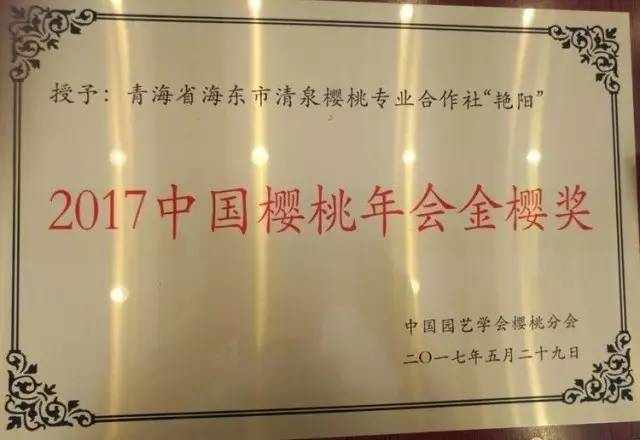 授予：青海省海东市清泉樱桃专业合作社“艳阳”
2017中国樱桃年会金樱奖
中国园艺学会樱桃分会
二〇一七年五月二十九日